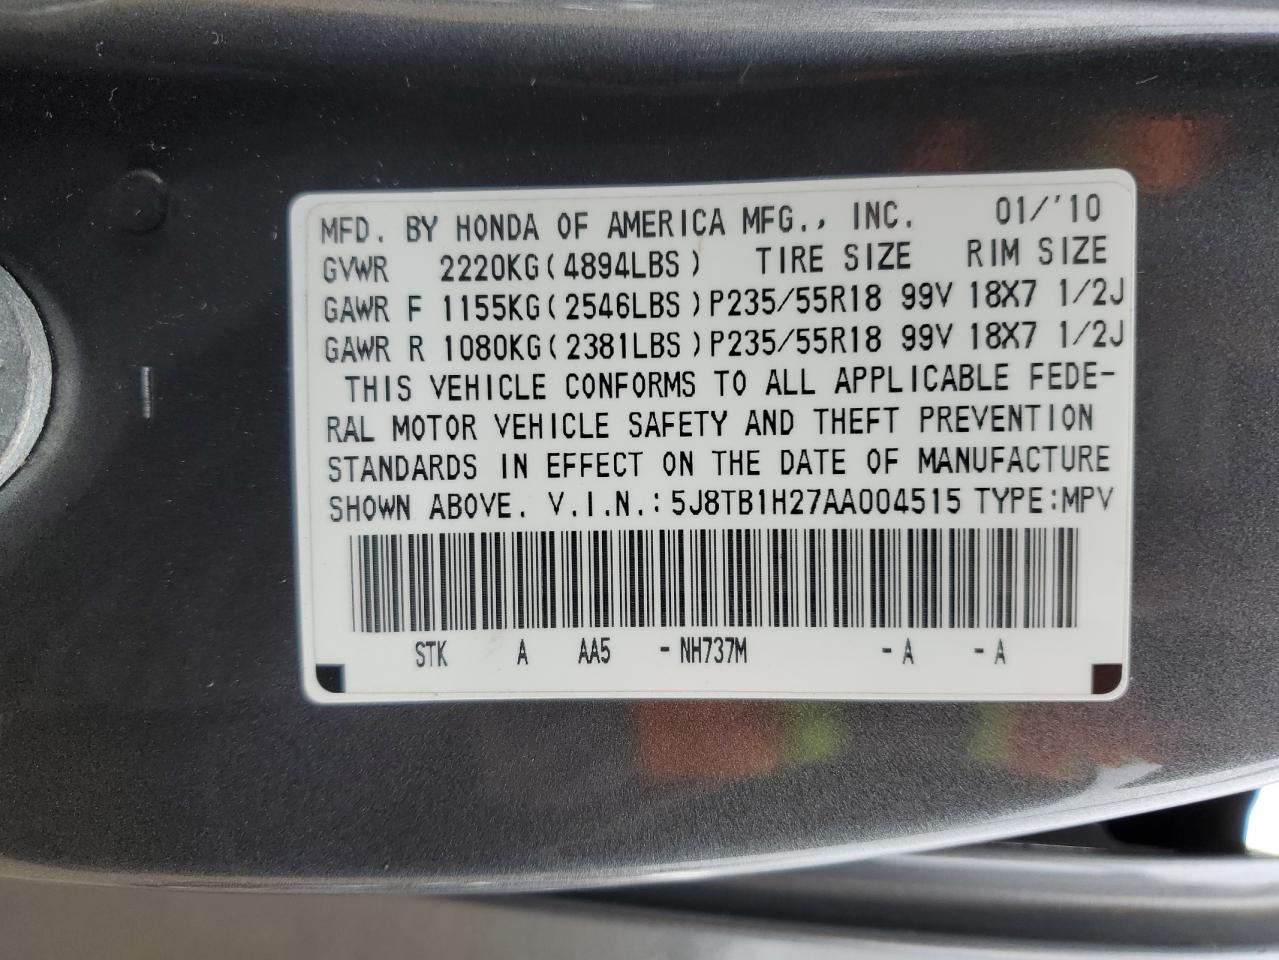 MFD. BY HONDA OF AMERICA MFG., INC. 01/'10
GVWR 2220KG(4894LBS) TIRE SIZE RIM SIZE
GAWR F 1155KG(2546LBS)P235/55R18 99V 18X7 1/2J
GAWR R 1080KG(2381LBS)P235/55R18 99V 18X7 1/2J
THIS VEHICLE CONFORMS TO ALL APPLICABLE FEDE-
RAL MOTOR VEHICLE SAFETY AND THEFT PREVENTION
STANDARDS IN EFFECT ON THE DATE OF MANUFACTURE
SHOWN ABOVE. V.I.N.:5J8TB1H27AA004515 TYPE:MPV
STK A AA5 -NH737M -A -A